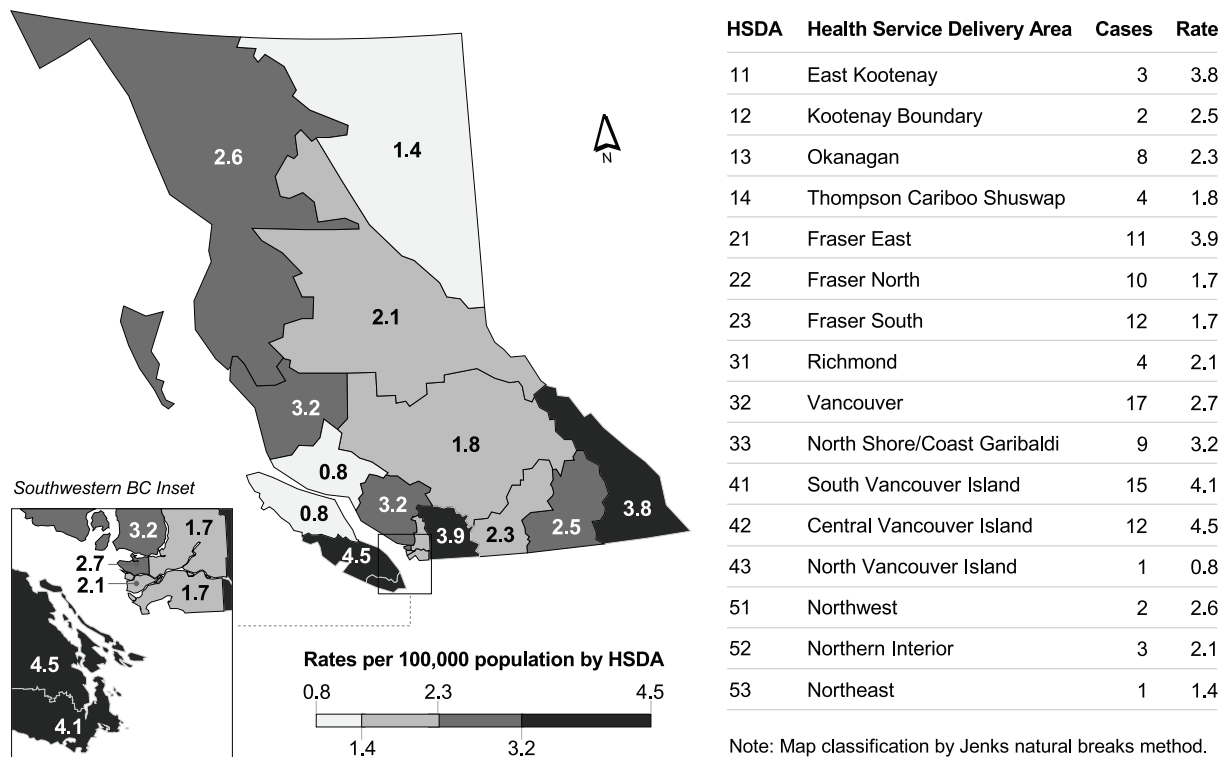 2.6
1.4
N
2.1
3.2
1.8
0.8
3.2
0.8
3.8
2.5
2.3
3.9
4.5
Southwestern BC Inset
3.2
1.7
2.7
2.1
1.7
4.5
4.1
Rates per 100,000 population by HSDA
0.8 2.3 4.5
1.4 3.2
HSDA Health Service Delivery Area Cases Rate
11 East Kootenay 3 3.8
12 Kootenay Boundary 2 2.5
13 Okanagan 8 2.3
14 Thompson Cariboo Shuswap 4 1.8
21 Fraser East 11 3.9
22 Fraser North 10 1.7
23 Fraser South 12 1.7
31 Richmond 4 2.1
32 Vancouver 17 2.7
33 North Shore/Coast Garibaldi 9 3.2
41 South Vancouver Island 15 4.1
42 Central Vancouver Island 12 4.5
43 North Vancouver Island 1 0.8
51 Northwest 2 2.6
52 Northern Interior 3 2.1
53 Northeast 1 1.4
Note: Map classification by Jenks natural breaks method.